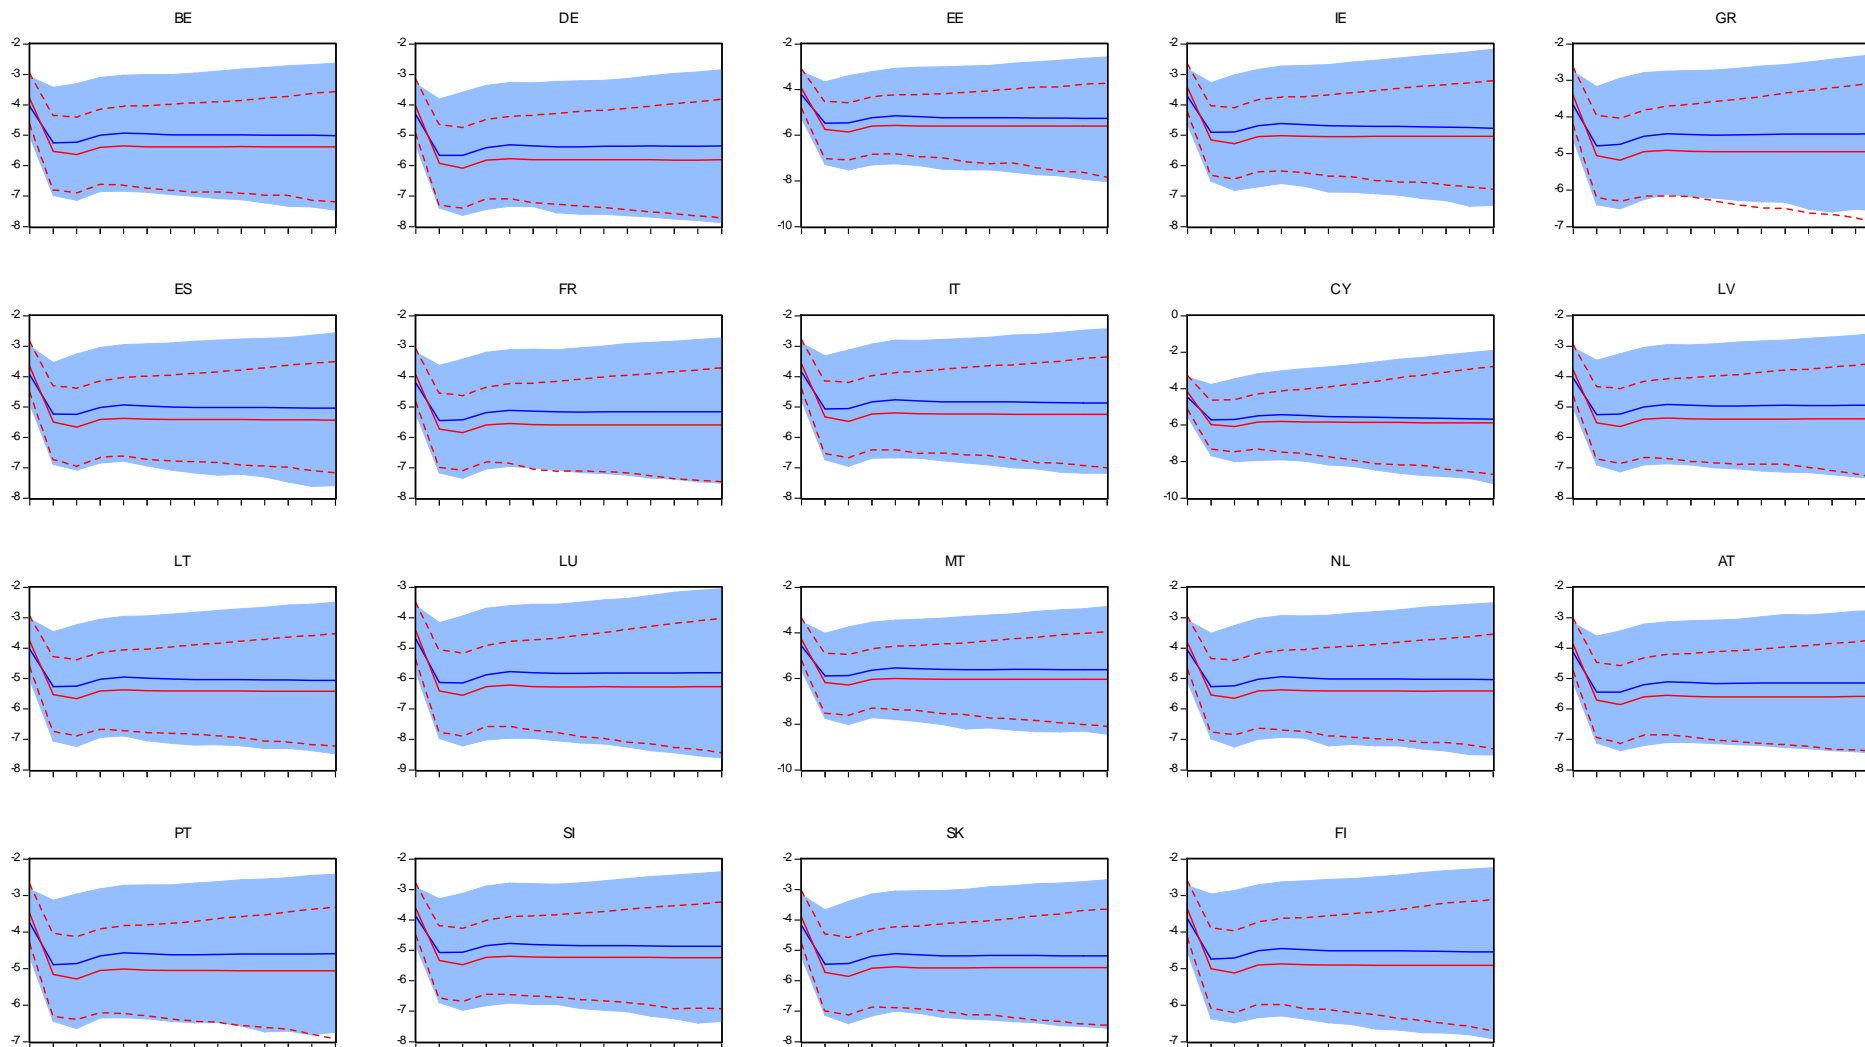 BE DE EE IE GR
-2 -2 -2 -2 -2
-3 -3 -3 -3
-4 -4 -4 -4 -3
-5 -5 -4
-5 -5 -6 -5
-6 -6 -6 -5
-8 -6
-7 -7 -7
-8 -8 -10 -8 -7
ES FR IT CY LV
-2 -2 -2 0 -2
-3 -3 -3 -2 -3
-4 -4 -4 -4 -4
-5 -5 -5 -5
-6 -6 -6 -6 -6
-7 -7 -7 -8 -7
-8 -8 -8 -10 -8
LT LU MT NL AT
-2 -3 -2 -2 -2
-3 -4 -3 -3
-4 -5 -4 -4 -4
-5 -6 -6 -5 -5
-6 -7 -6 -6
-7 -8 -8 -7 -7
-8 -9 -10 -8 -8
PT SI SK FI
-2 -2 -2 -2
-3 -3 -3 -3
-4 -4 -4 -4
-5 -5 -5 -5
-6 -6 -6 -6
-7 -7
-7 -8 -8 -7